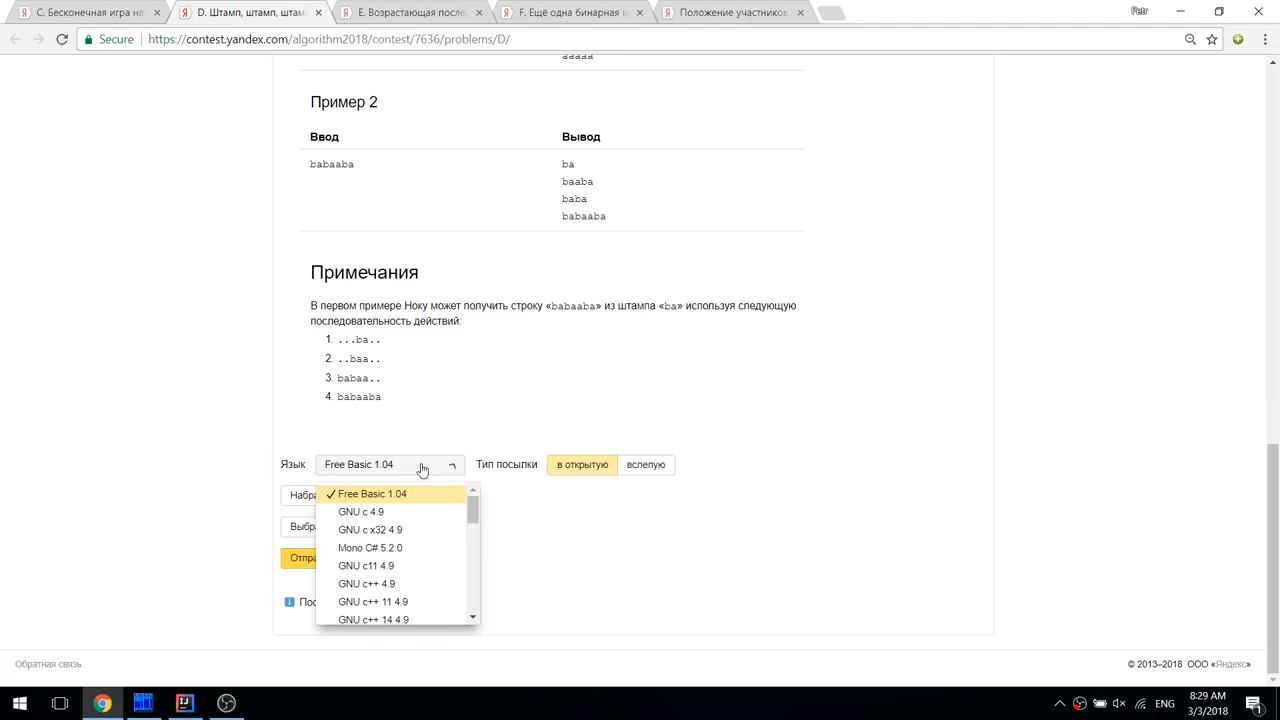 С. Бесконечная игра на
D. Штамп, штамп, штам
E. Возрастающая после
F. Ещё одна бинарная м
Положение участников
Petr
Secure
https://contest.yandex.com/algorithm2018/contest/7636/problems/D/
aaaaa
Пример 2
Ввод Вывод
babaaba ba
baaba
baba
babaaba
Примечания
В первом примере Ноку может получить строку «babaaba» из штампа «ba» используя следующую
последовательность действий:
1. ...ba..
2. ..baa..
3. babaa..
4. babaaba
Язык Free Basic 1.04 Тип посылки в открытую вслепую
Набра
Free Basic 1.04
GNU c 4.9
Выбр
GNU c x32 4.9
Mono C# 5.2.0
Отпра
GNU c11 4.9
GNU c++ 4.9
Пос
GNU c++ 11 4.9
GNU c++ 14 4.9
Обратная связь
© 2013–2018 ООО «Яндекс»
ENG
8:29 AM
3/3/2018
1